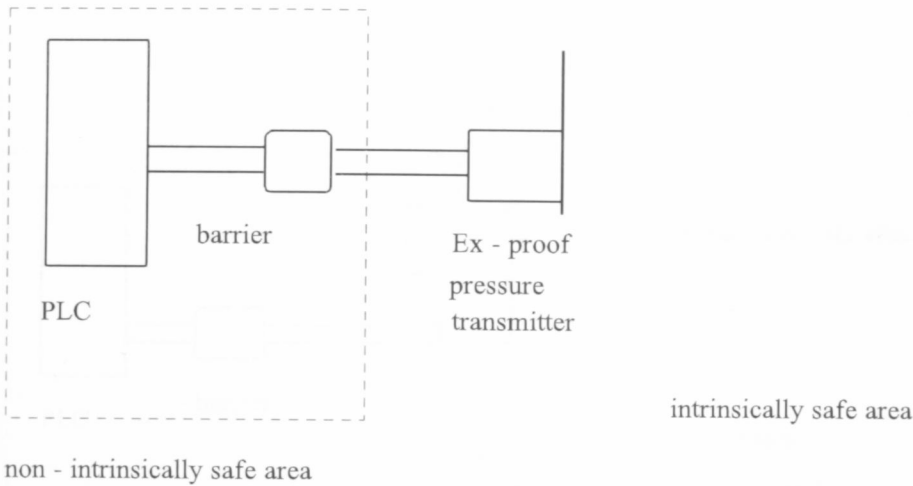 barrier
Ex - proof
pressure
transmitter
PLC
intrinsically safe area
non - intrinsically safe area